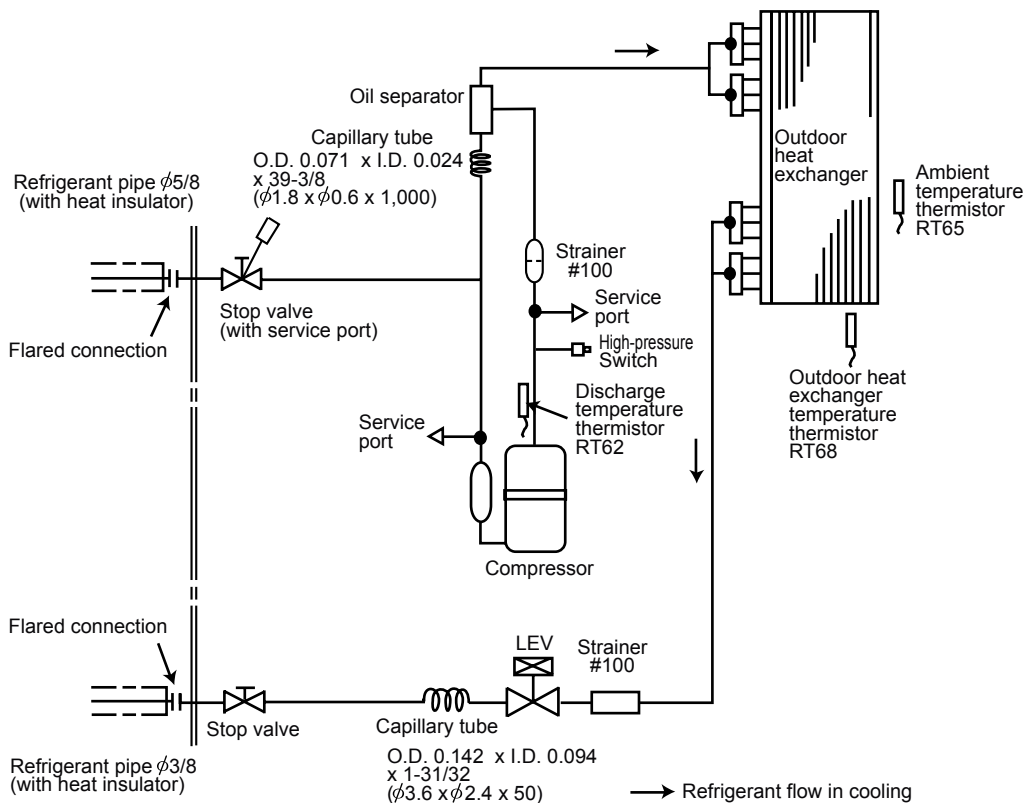 Oil separator
Capillary tube
O.D. 0.071 x I.D. 0.024
x 39-3/8
(ϕ1.8 x ϕ0.6 x 1,000)
Refrigerant pipe ϕ5/8
(with heat insulator)
Outdoor
heat
exchanger
Ambient
temperature
thermistor
RT65
Strainer
#100
Stop valve
(with service port)
Service
port
Flared connection
High-pressure
Switch
Outdoor heat
exchanger
temperature
thermistor
RT68
Discharge
temperature
thermistor
RT62
Service
port
Compressor
Flared connection
LEV
Strainer
#100
Stop valve
Capillary tube
O.D. 0.142 x I.D. 0.094
x 1-31/32
(ϕ3.6 x ϕ2.4 x 50)
Refrigerant pipe ϕ3/8
(with heat insulator)
Refrigerant flow in cooling